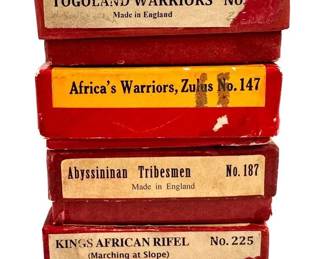 TOGOLAND WARRIORS No.
Made in England
Africa's Warriors, Zulus No. 147
Abyssininan Tribesmen No. 187
Made in England
KINGS AFRICAN RIFEL No. 225
(Marching at Slope)